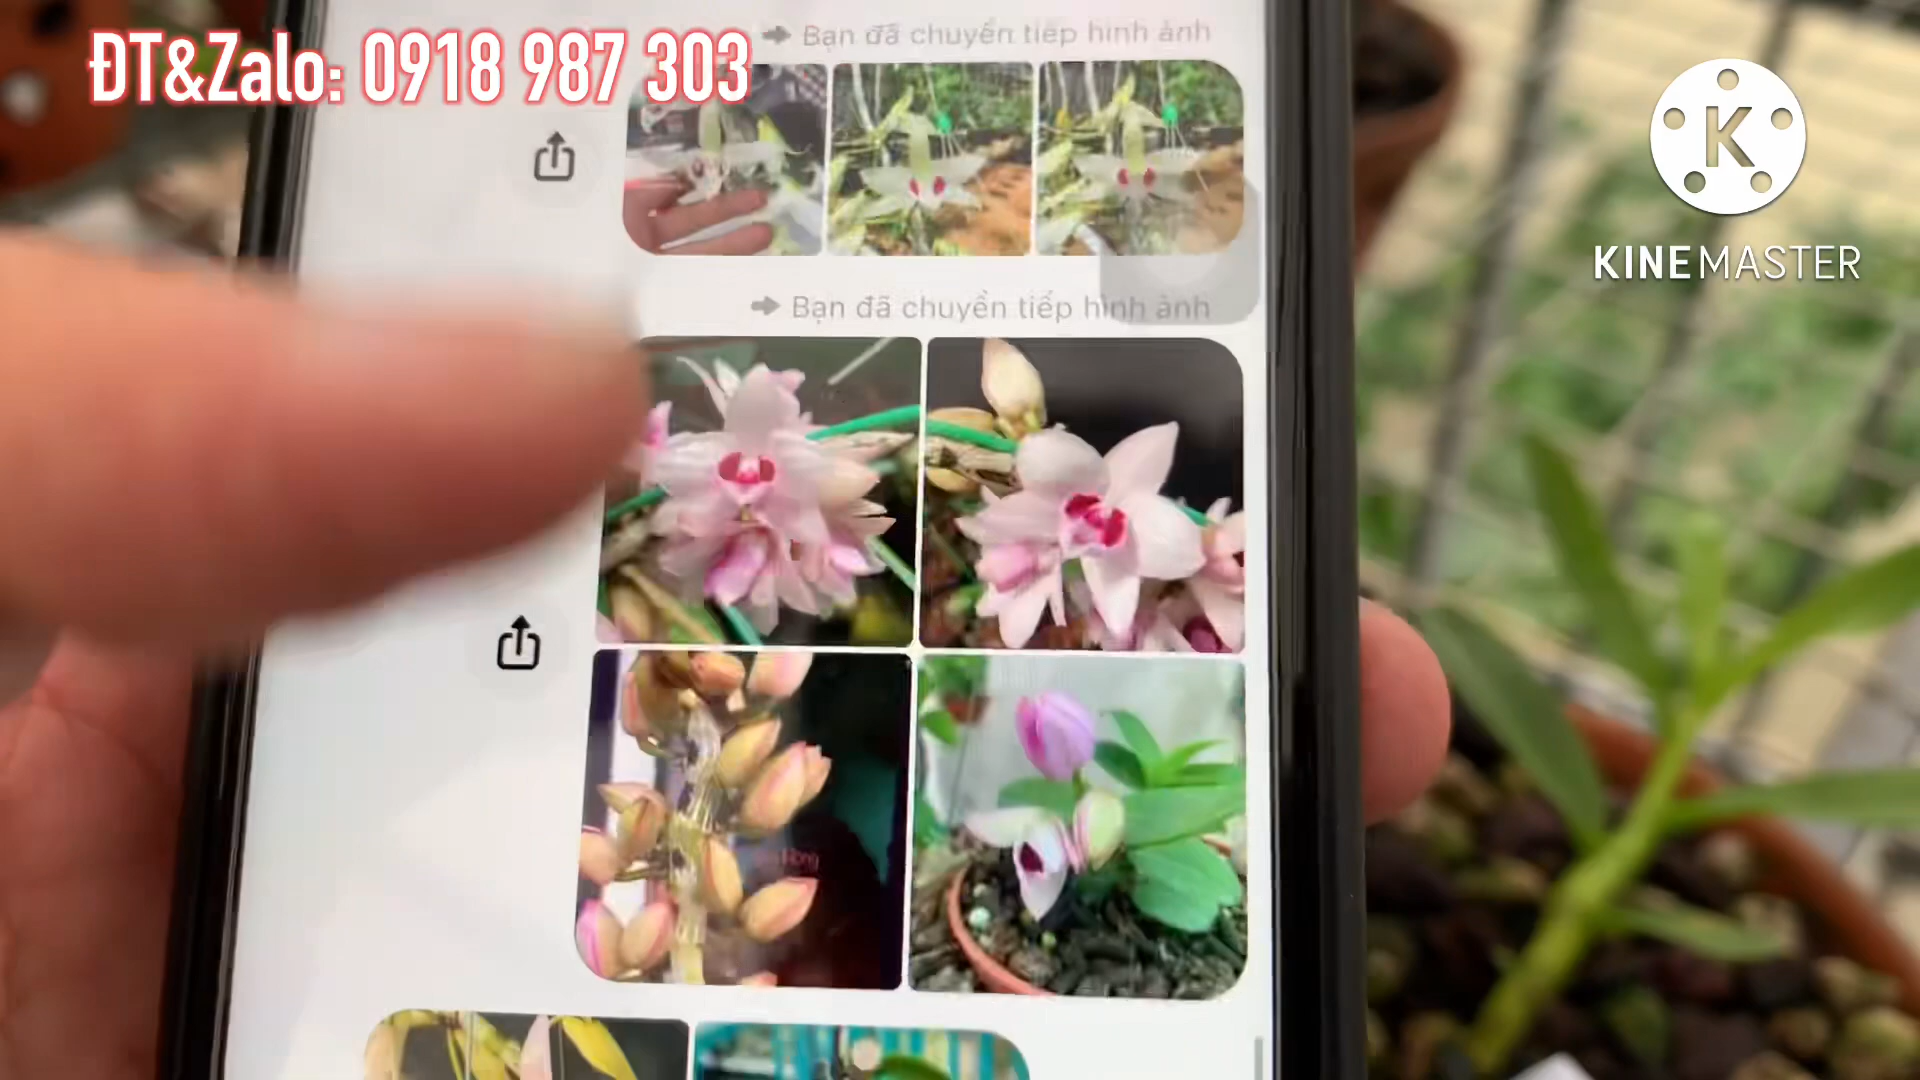 ĐT&Zalo: 0918 987 303
Bạn đã chuyển tiếp hình ảnh
KINEMASTER
Bạn đã chuyển tiếp hình ảnh